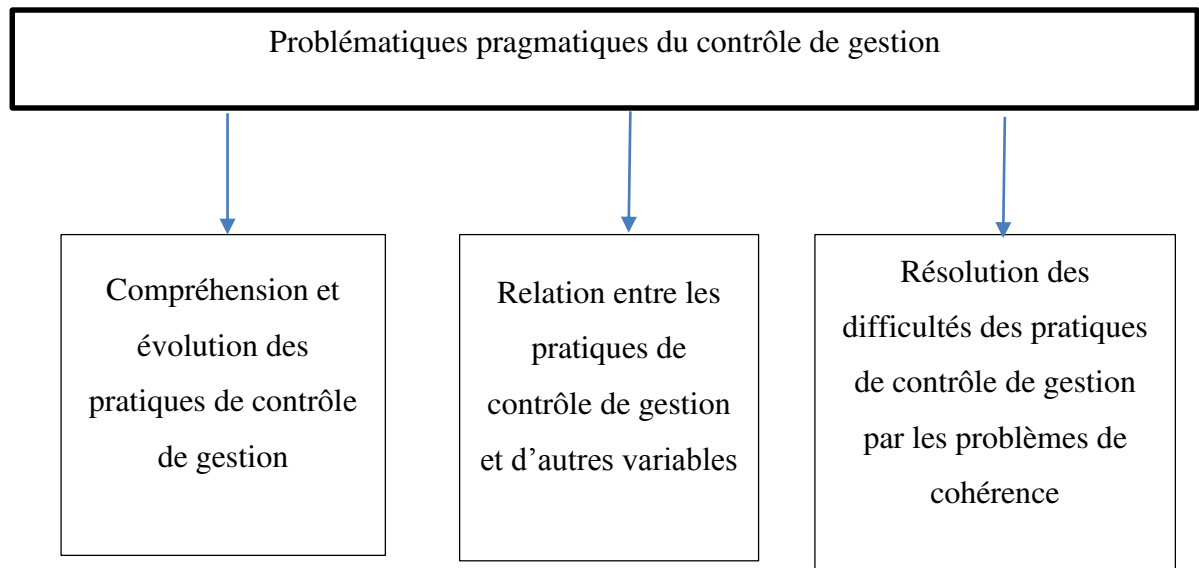 Problématiques pragmatiques du contrôle de gestion
Compréhension et
évolution des
pratiques de contrôle
de gestion
Relation entre les
pratiques de
contrôle de gestion
et d’autres variables
Résolution des
difficultés des pratiques
de contrôle de gestion
par les problèmes de
cohérence